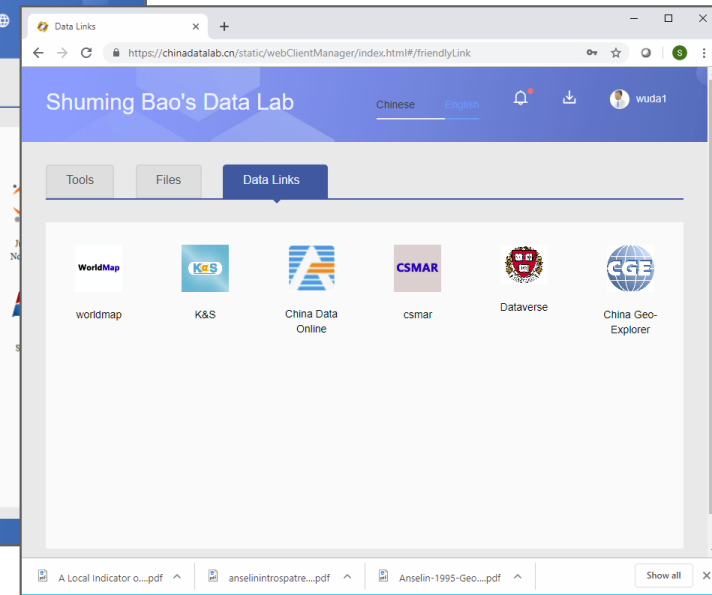 Data Links
https://chinadatalab.cn/static/webClientManager/index.html#/friendlyLink
S
Shuming Bao's Data Lab
Chinese
English
wuda1
Tools
Files
Data Links
WorldMap
K&S
CSMAR
CGE
worldmap
K&S
China Data
Online
csmar
Dataverse
China Geo-
Explorer
A Local Indicator o....pdf
anselinintrospatre....pdf
Anselin-1995-Geo....pdf
Show all